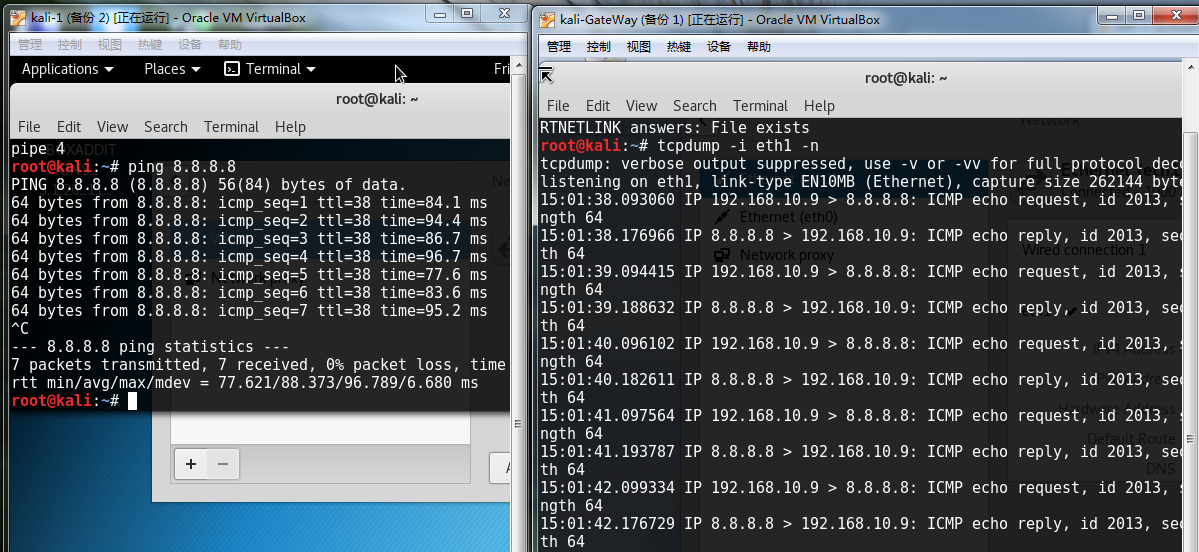 kali-1 (备份 2) [正在运行] - Oracle VM VirtualBox
管理 控制 视图 热键 设备 帮助
Applications Places Terminal Fri
root@kali: ~
File Edit View Search Terminal Help
pipe 4
root@kali:~# ping 8.8.8.8
PING 8.8.8.8 (8.8.8.8) 56(84) bytes of data.
64 bytes from 8.8.8.8: icmp_seq=1 ttl=38 time=84.1 ms
64 bytes from 8.8.8.8: icmp_seq=2 ttl=38 time=94.4 ms
64 bytes from 8.8.8.8: icmp_seq=3 ttl=38 time=86.7 ms
64 bytes from 8.8.8.8: icmp_seq=4 ttl=38 time=96.7 ms
64 bytes from 8.8.8.8: icmp_seq=5 ttl=38 time=77.6 ms
64 bytes from 8.8.8.8: icmp_seq=6 ttl=38 time=83.6 ms
64 bytes from 8.8.8.8: icmp_seq=7 ttl=38 time=95.2 ms
^C
--- 8.8.8.8 ping statistics ---
7 packets transmitted, 7 received, 0% packet loss, time
rtt min/avg/max/mdev = 77.621/88.373/96.789/6.680 ms
root@kali:~#
kali-GateWay (备份 1) [正在运行] - Oracle VM VirtualBox
管理 控制 视图 热键 设备 帮助
root@kali: ~
File Edit View Search Terminal Help
RTNETLINK answers: File exists
root@kali:~# tcpdump -i eth1 -n
tcpdump: verbose output suppressed, use -v or -vv for full protocol deco
listening on eth1, link-type EN10MB (Ethernet), capture size 262144 byte
15:01:38.093060 IP 192.168.10.9 > 8.8.8.8: ICMP echo request, id 2013, s
ngth 64
15:01:38.176966 IP 8.8.8.8 > 192.168.10.9: ICMP echo reply, id 2013, sec
th 64
15:01:39.094415 IP 192.168.10.9 > 8.8.8.8: ICMP echo request, id 2013, s
ngth 64
15:01:39.188632 IP 8.8.8.8 > 192.168.10.9: ICMP echo reply, id 2013, sec
th 64
15:01:40.096102 IP 192.168.10.9 > 8.8.8.8: ICMP echo request, id 2013, s
ngth 64
15:01:40.182611 IP 8.8.8.8 > 192.168.10.9: ICMP echo reply, id 2013, sec
th 64
15:01:41.097564 IP 192.168.10.9 > 8.8.8.8: ICMP echo request, id 2013, s
ngth 64
15:01:41.193787 IP 8.8.8.8 > 192.168.10.9: ICMP echo reply, id 2013, sec
th 64
15:01:42.099334 IP 192.168.10.9 > 8.8.8.8: ICMP echo request, id 2013, s
ngth 64
15:01:42.176729 IP 8.8.8.8 > 192.168.10.9: ICMP echo reply, id 2013, sec
th 64
Ethernet (eth0)
Network proxy
Wired connection 1
Default Route
DNS